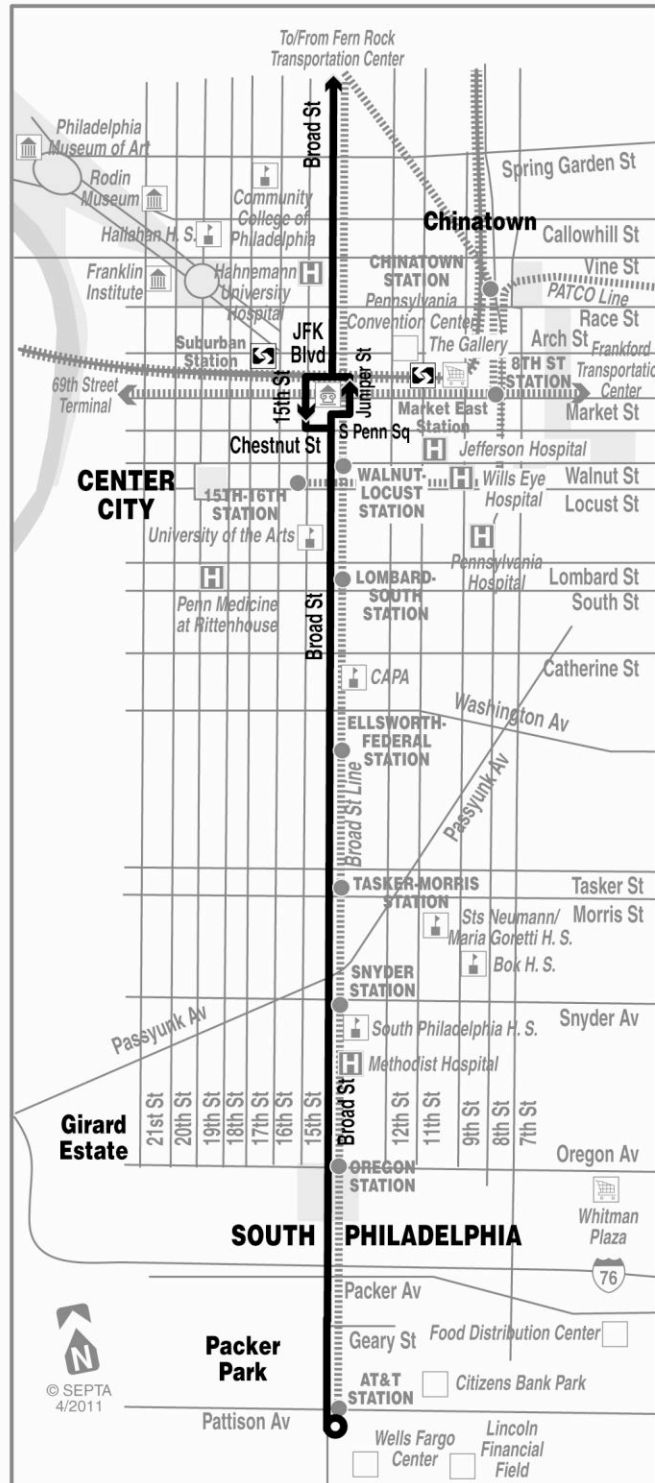 To/From Fern Rock
Transportation Center
Broad St
Philadelphia
Museum of Art
Spring Garden St
Rodin
Museum
Community
College of
Philadelphia
Chinatown
Hallahan H. S.
Callowhill St
Franklin
Institute
Hahnemann
University
Hospital
CHINATOWN
STATION
Vine St
PATCO Line
Pennsylvania
Convention Center
Race St
Suburban
Station
JFK
Blvd
Arch St
The Gallery
8TH ST
STATION
Frankford
Transportation
Center
69th Street
Terminal
15th St
Juniper St
Market East
Station
Market St
Chestnut St
S Penn Sq
Jefferson Hospital
CENTER
CITY
15TH-16TH
STATION
WALNUT-
LOCUST
STATION
Wills Eye
Hospital
Walnut St
Locust St
University of the Arts
Pennsylvania
Hospital
Penn Medicine
at Rittenhouse
Broad St
LOMBARD-
SOUTH
STATION
Lombard St
South St
Catherine St
CAPA
Washington Av
ELLSWORTH-
FEDERAL
STATION
Passyunk Av
Broad St Line
TASKER-MORRIS
STATION
Tasker St
Morris St
Sts Neumann/
Maria Goretti H. S.
Box H. S.
SNYDER
STATION
Snyder Av
Passyunk Av
South Philadelphia H. S.
Methodist Hospital
Girard
Estate
21st St
20th St
19th St
18th St
17th St
16th St
15th St
Broad St
12th St
11th St
9th St
8th St
7th St
Oregon Av
OREGON
STATION
Whitman
Plaza
SOUTH PHILADELPHIA
76
Packer Av
N
© SEPTA
4/2011
Packer
Park
Geary St
Food Distribution Center
AT&T
STATION
Citizens Bank Park
Pattison Av
Wells Fargo
Center
Lincoln
Financial
Field